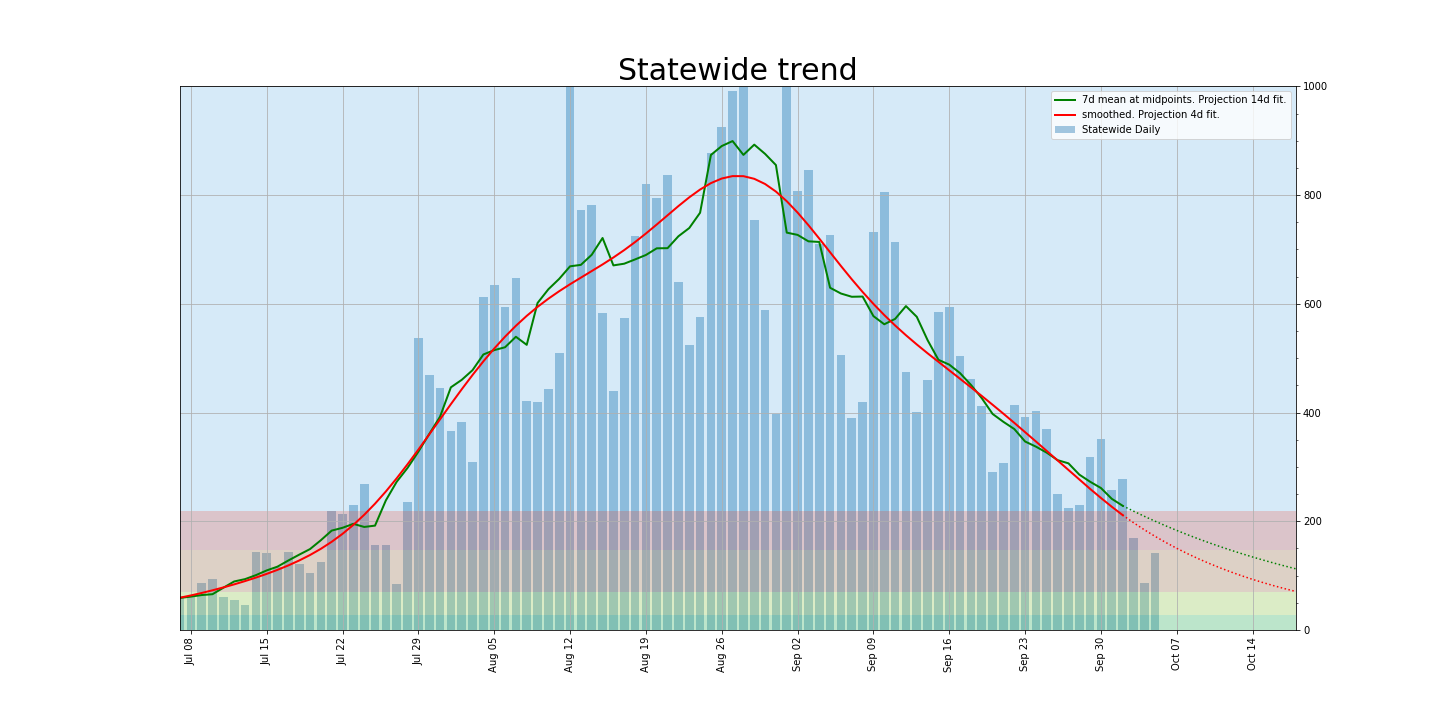 Statewide trend
7d mean at midpoints. Projection 14d fit.
smoothed. Projection 4d fit.
Statewide Daily
1000
800
600
400
200
0
Jul 08
Jul 15
Jul 22
Jul 29
Aug 05
Aug 12
Aug 19
Aug 26
Sep 02
Sep 09
Sep 16
Sep 23
Sep 30
Oct 07
Oct 14